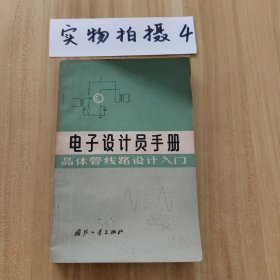 实物拍摄4
电子设计员手册
晶体管线路设计入门
国防工业出版社